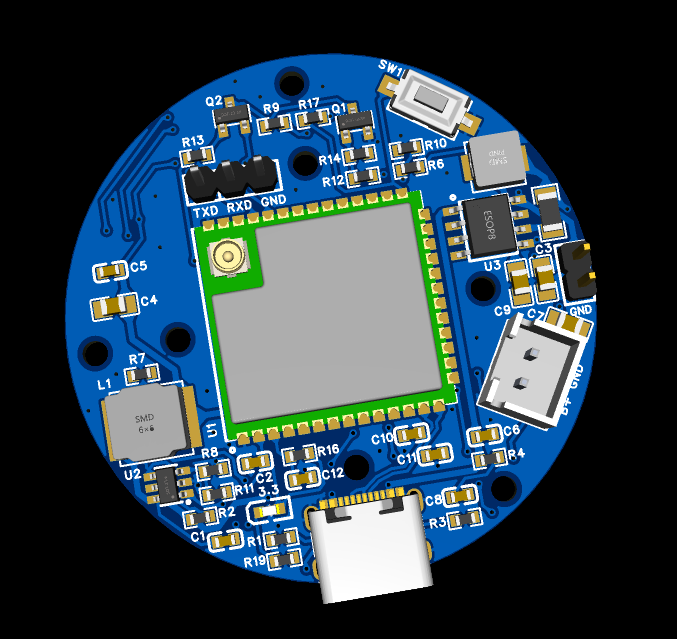 SW1
Q2
R9
R17
Q1
R13
R14
R10
R12
R6
SMD
TXD RXD GND
ESOP8
U3
C3
C5
C4
C9
C7
GND
R7
L1
SMD
6×6
B+ GND
U1
C10
C6
R8
R16
C11
R4
U2
C2
C12
R11
3.3
C8
R2
R3
C1
R1
R19